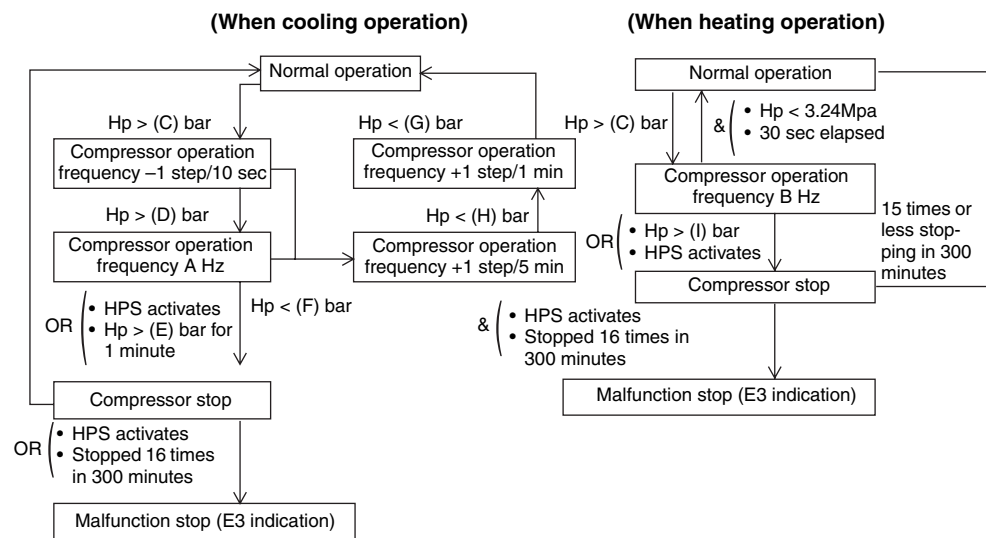 (When cooling operation)
Normal operation
Hp > (C) bar
Compressor operation
frequency –1 step/10 sec
Hp > (D) bar
Compressor operation
frequency A Hz
Hp < (G) bar
Compressor operation
frequency +1 step/1 min
Hp < (H) bar
Compressor operation
frequency +1 step/5 min
Hp < (F) bar
OR
• HPS activates
• Hp > (E) bar for
1 minute
Compressor stop
OR
• HPS activates
• Stopped 16 times
in 300 minutes
Malfunction stop (E3 indication)
(When heating operation)
Normal operation
Hp > (C) bar
&
• Hp < 3.24Mpa
• 30 sec elapsed
Compressor operation
frequency B Hz
OR
• Hp > (I) bar
• HPS activates
15 times or
less stop-
ping in 300
minutes
Compressor stop
&
• HPS activates
• Stopped 16 times in
300 minutes
Malfunction stop (E3 indication)